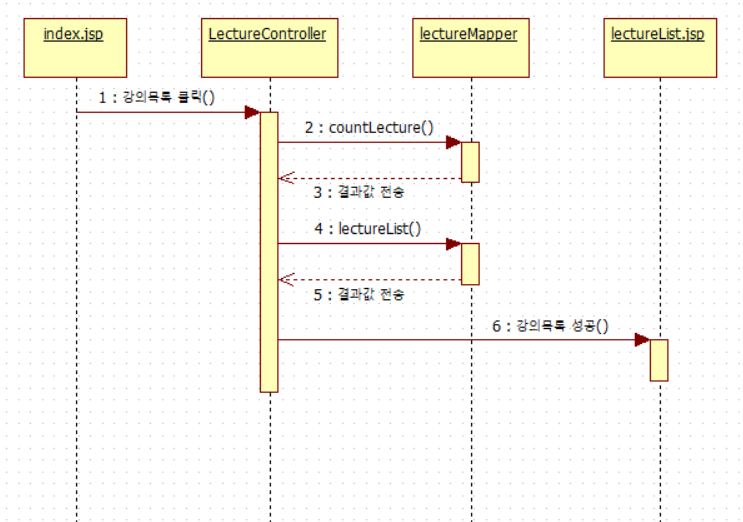 index.jsp
LectureController
lectureMapper
lectureList.jsp
1 : 강의목록 클릭()
2 : countLecture()
3 : 결과값 전송
4 : lectureList()
5 : 결과값 전송
6 : 강의목록 성공()